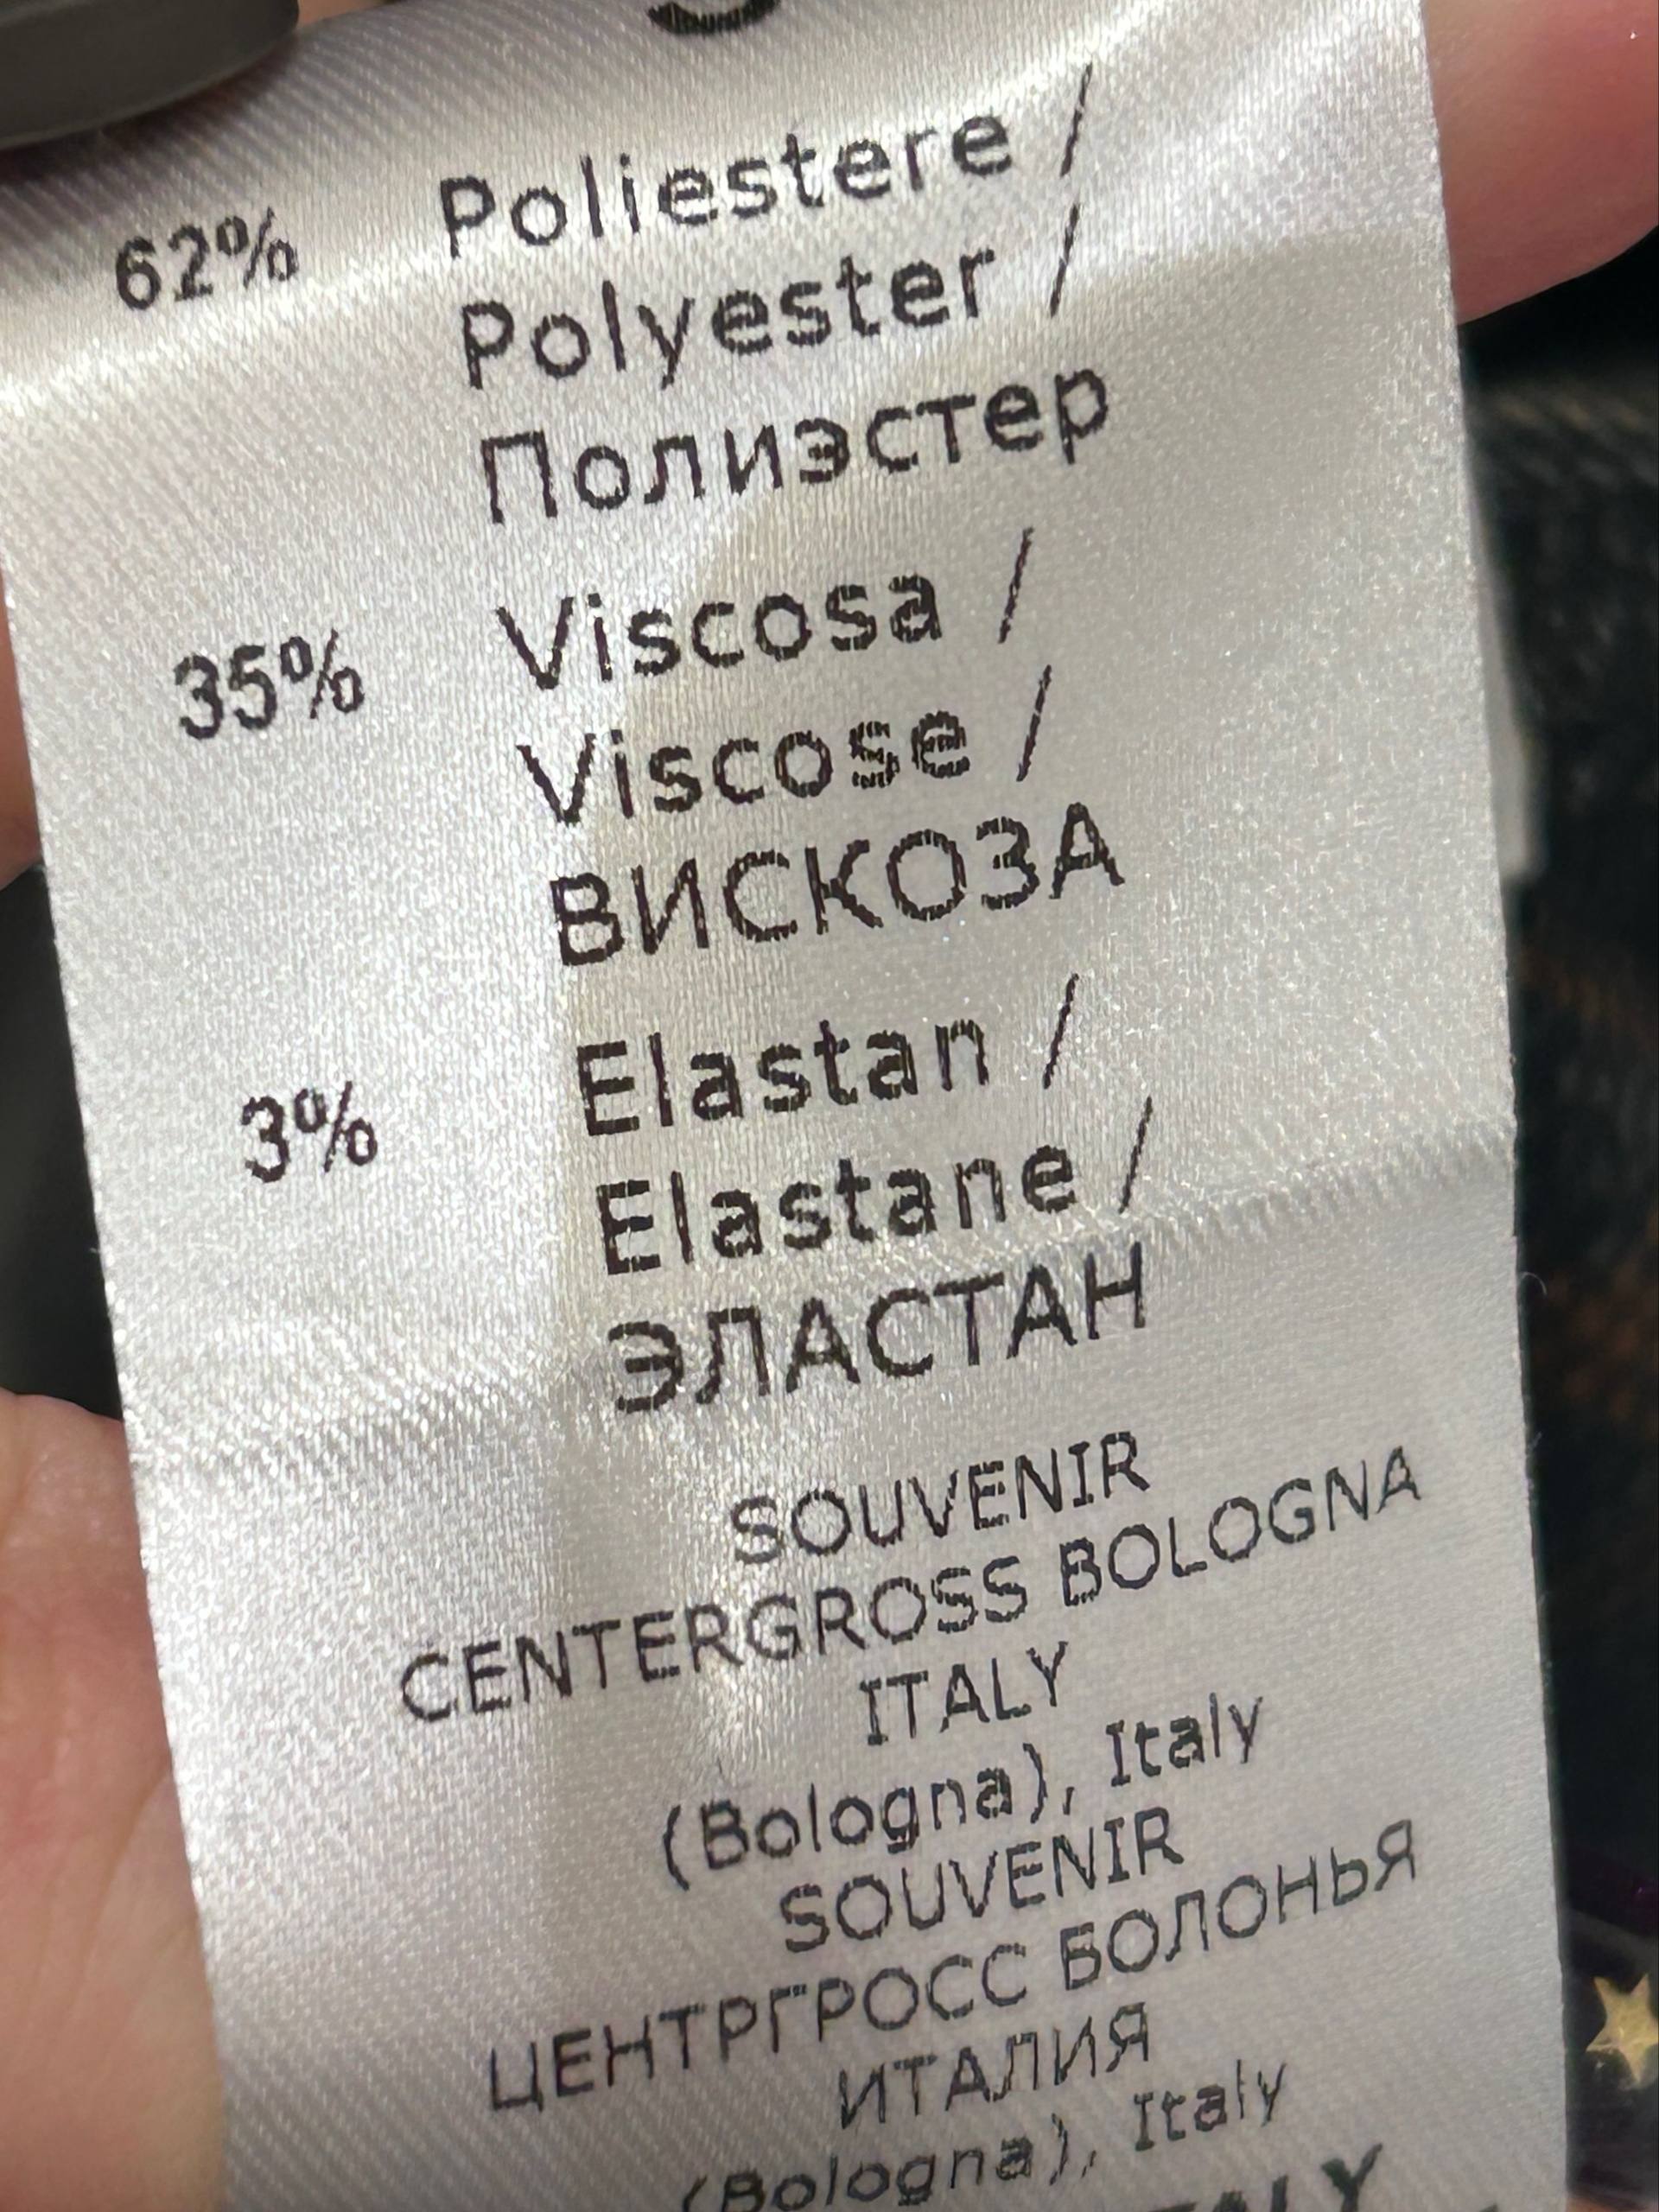 62% Poliestere /
Polyester /
Полиэстер
35% Viscosa /
Viscose /
ВИСКОЗА
3% Elastan /
Elastane /
ЭЛАСТАН
SOUVENIR
CENTERGROSS BOLOGNA
ITALY
(Bologna), Italy
SOUVENIR
ЦЕНТРГРОСС БОЛОНЬЯ
ИТАЛИЯ
(Bologna), Italy